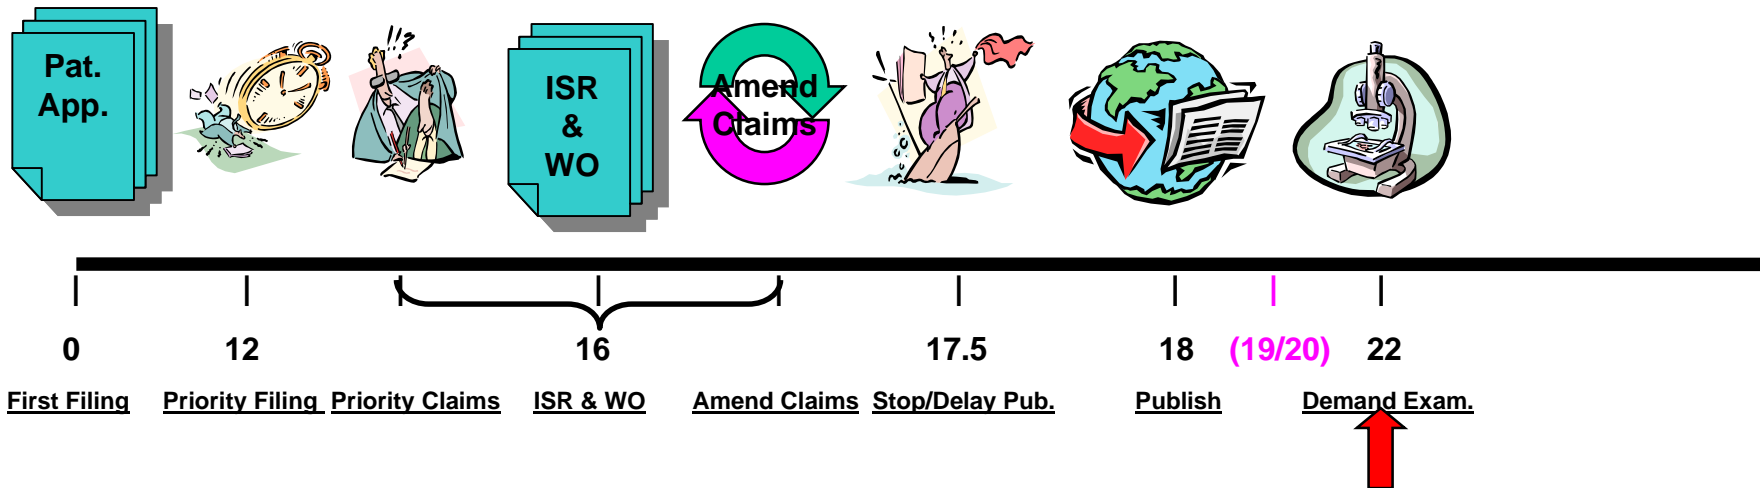 Pat.
App.
!!?
ISR
&
WO
Amend
Claims
0
12
16
17.5
18
(19/20)
22
First Filing
Priority Filing
Priority Claims
ISR & WO
Amend Claims
Stop/Delay Pub.
Publish
Demand Exam.